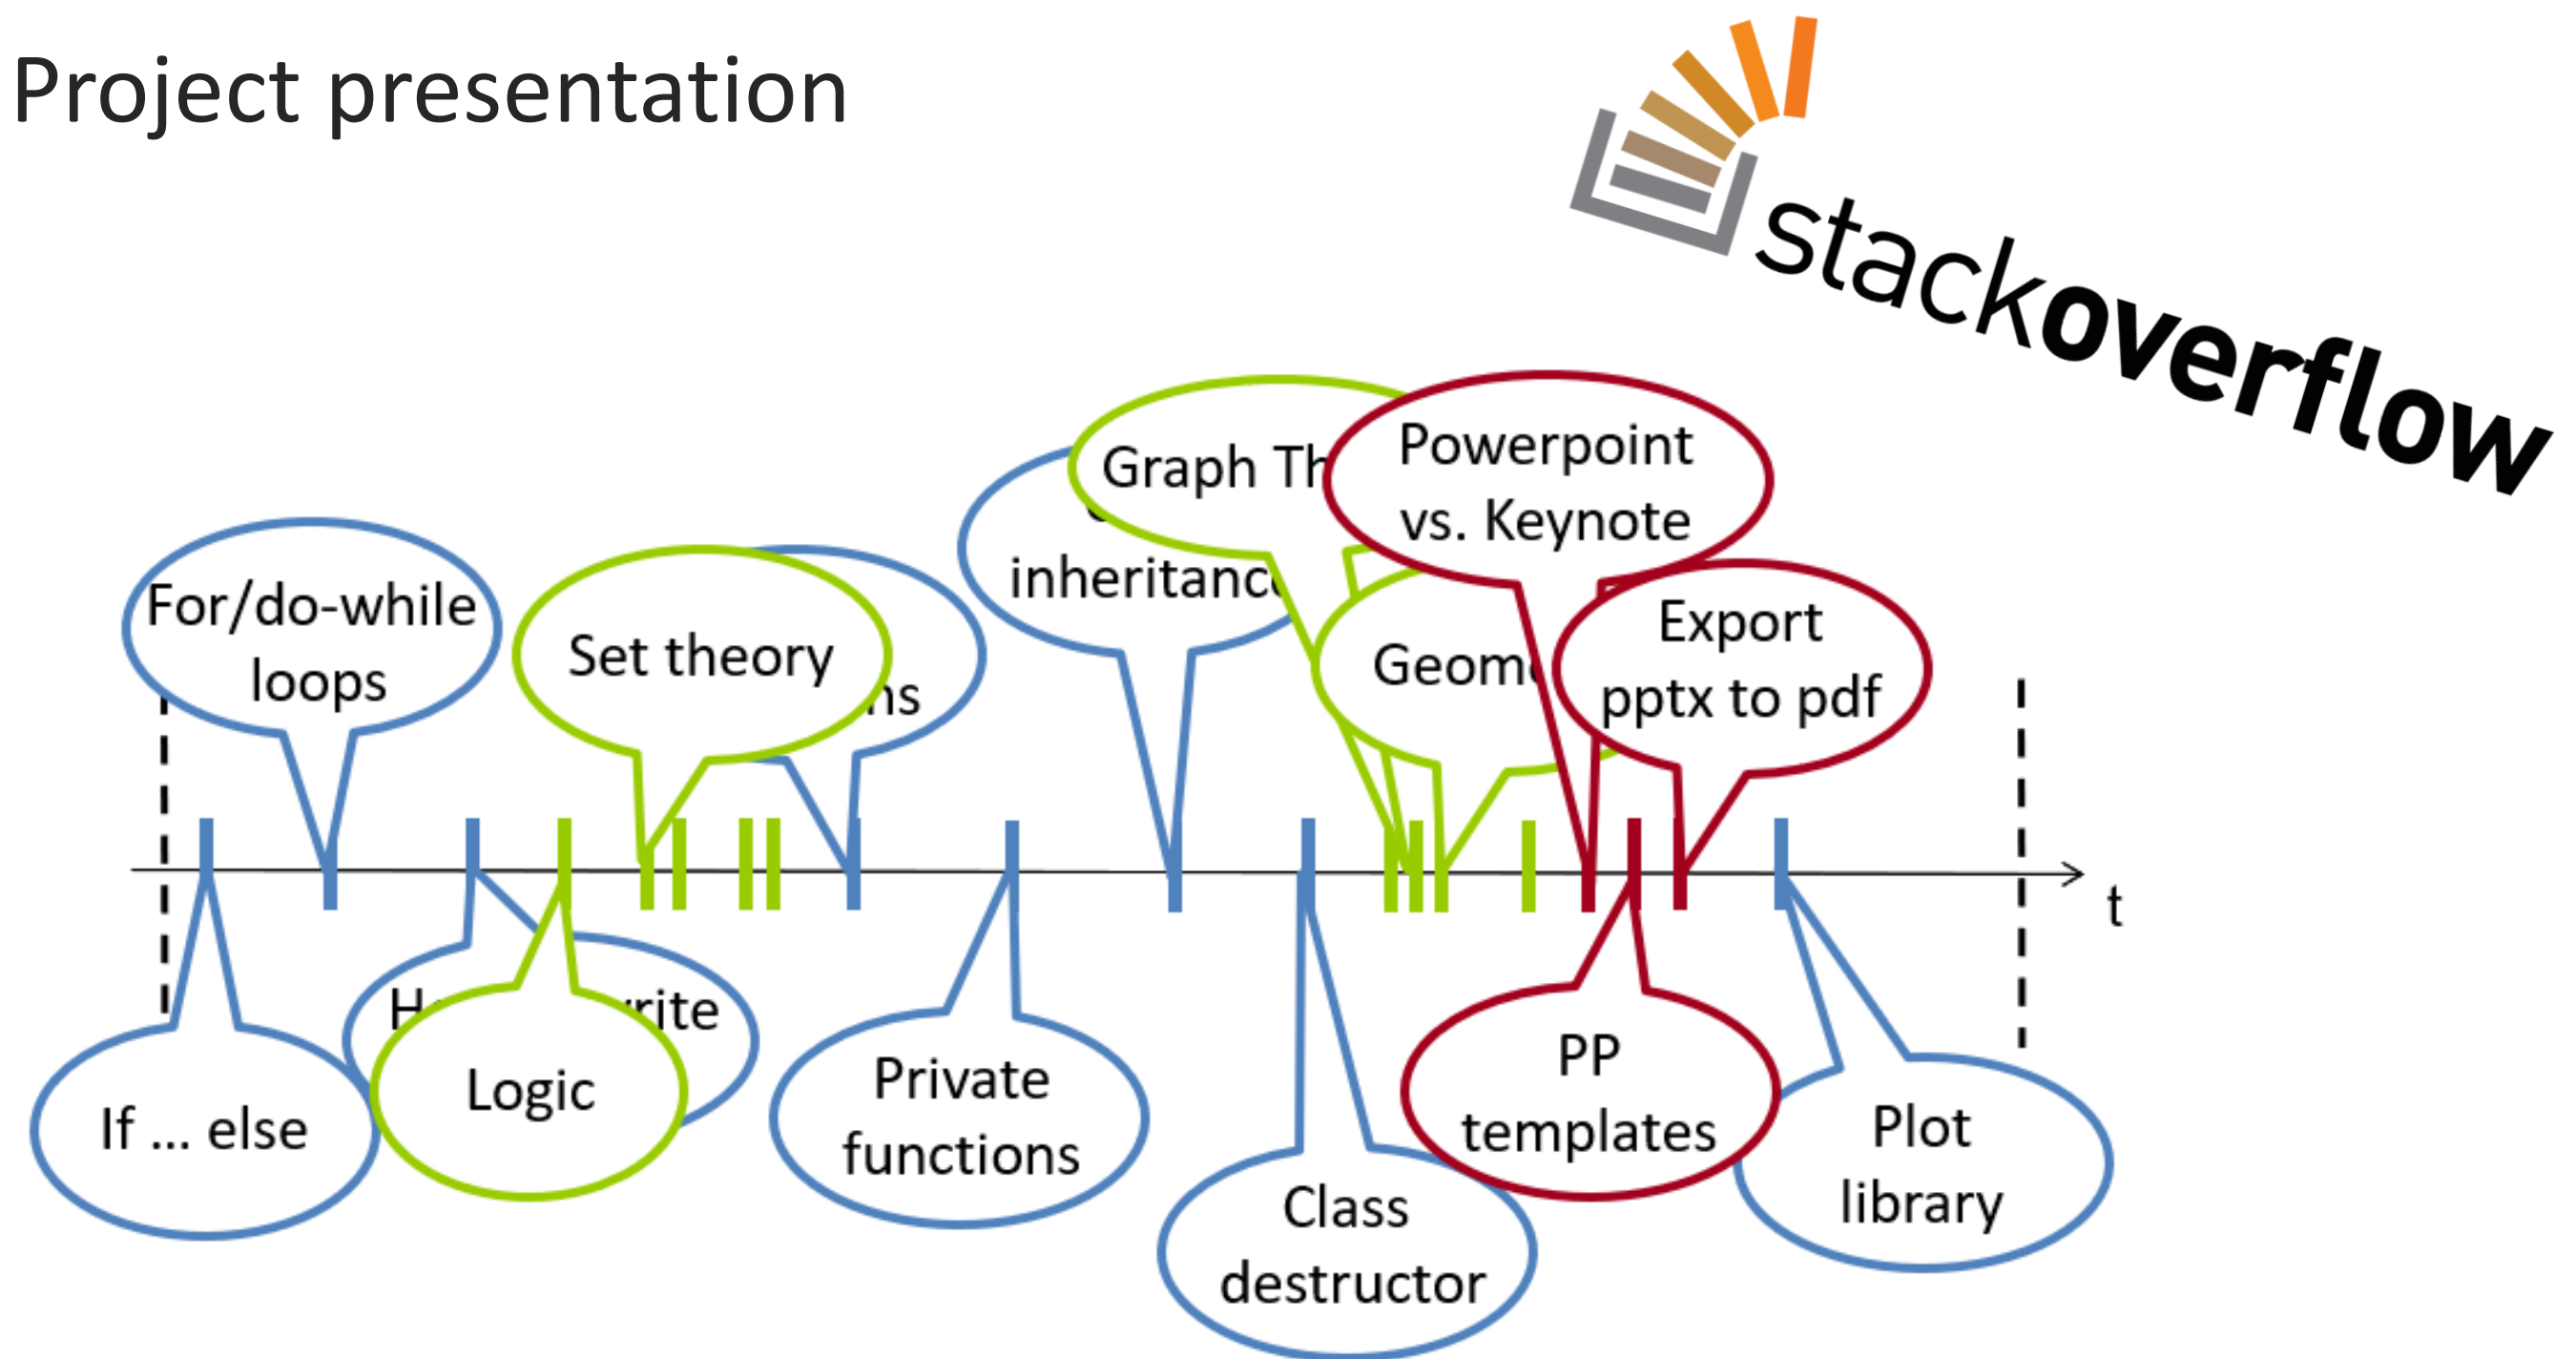 Project presentation
stackoverflow
Graph Th
Powerpoint
vs. Keynote
For/do-while
loops
Set theory
ns
inheritanc
Geom
Export
pptx to pdf
t
H
rite
If ... else
Logic
Private
functions
PP
templates
Plot
library
Class
destructor